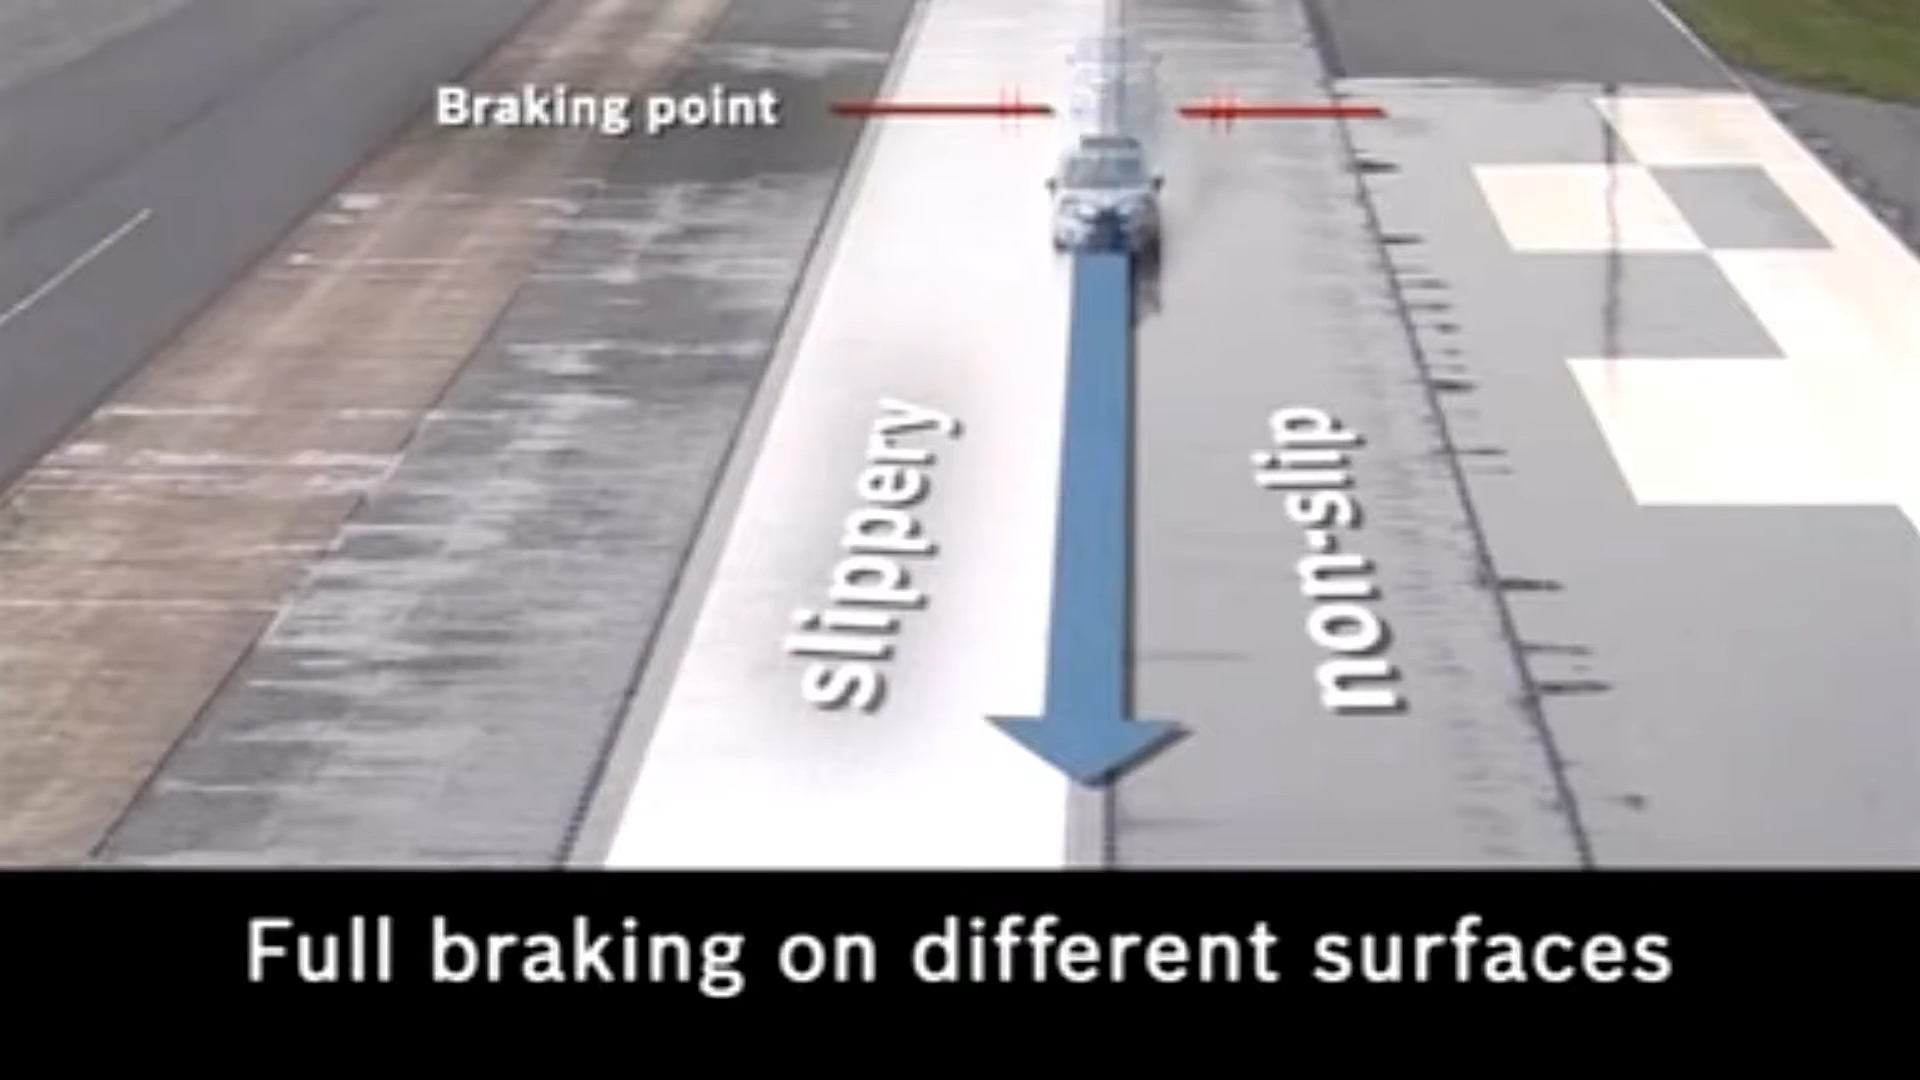 Braking point
slippery
non-slip
Full braking on different surfaces